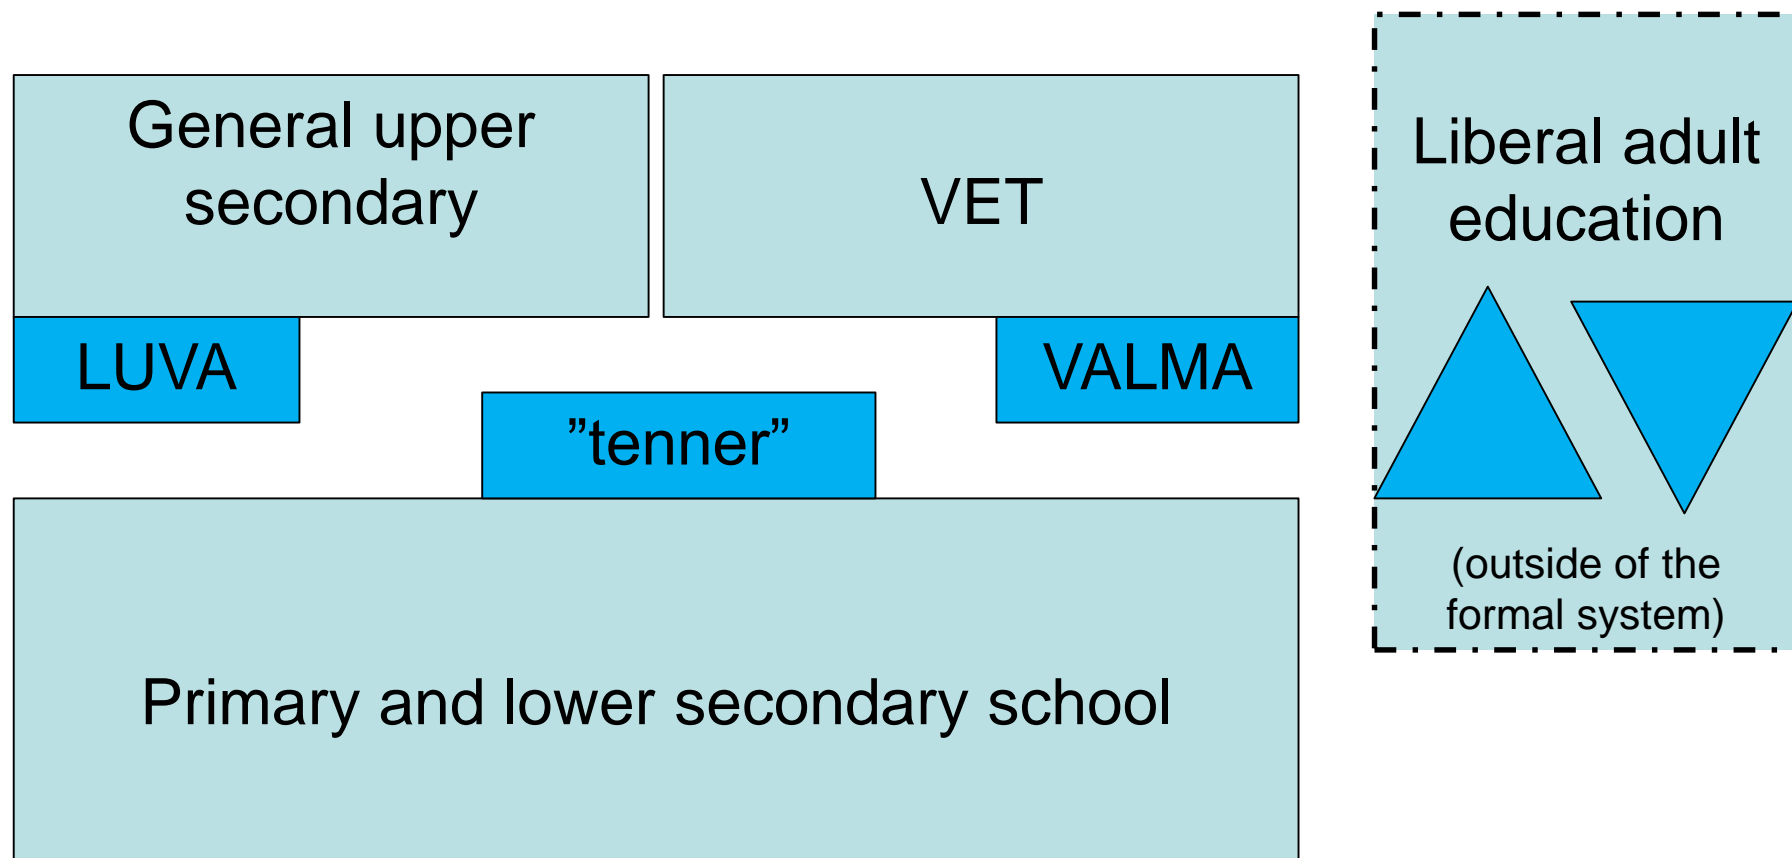 General upper
secondary
VET
LUVA
VALMA
”tenner”
Primary and lower secondary school
Liberal adult
education
(outside of the
formal system)